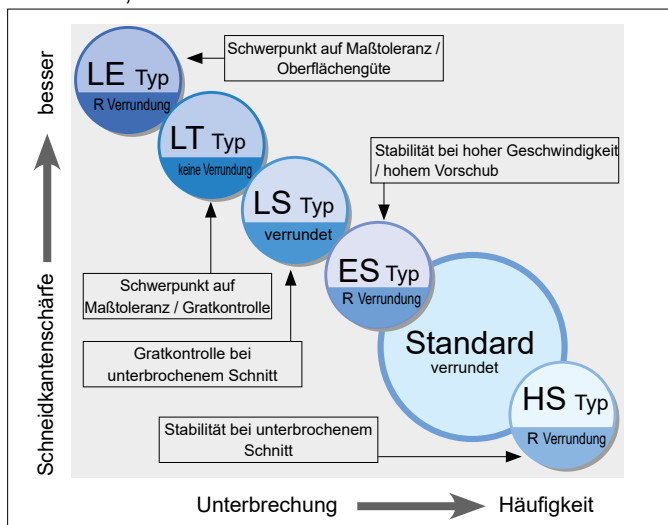 besser
Schneidkantenschärfe
LE Typ
R Verrundung
Schwerpunkt auf Maßtoleranz /
Oberflächengüte
LT Typ
keine Verrundung
Stabilität bei hoher Geschwindigkeit
/ hohem Vorschub
LS Typ
verrundet
ES Typ
R Verrundung
Schwerpunkt auf
Maßtoleranz / Gratkontrolle
Standard
verrundet
Gratkontrolle bei
unterbrochenem Schnitt
HS Typ
R Verrundung
Stabilität bei unterbrochenem
Schnitt
Unterbrechung
Häufigkeit